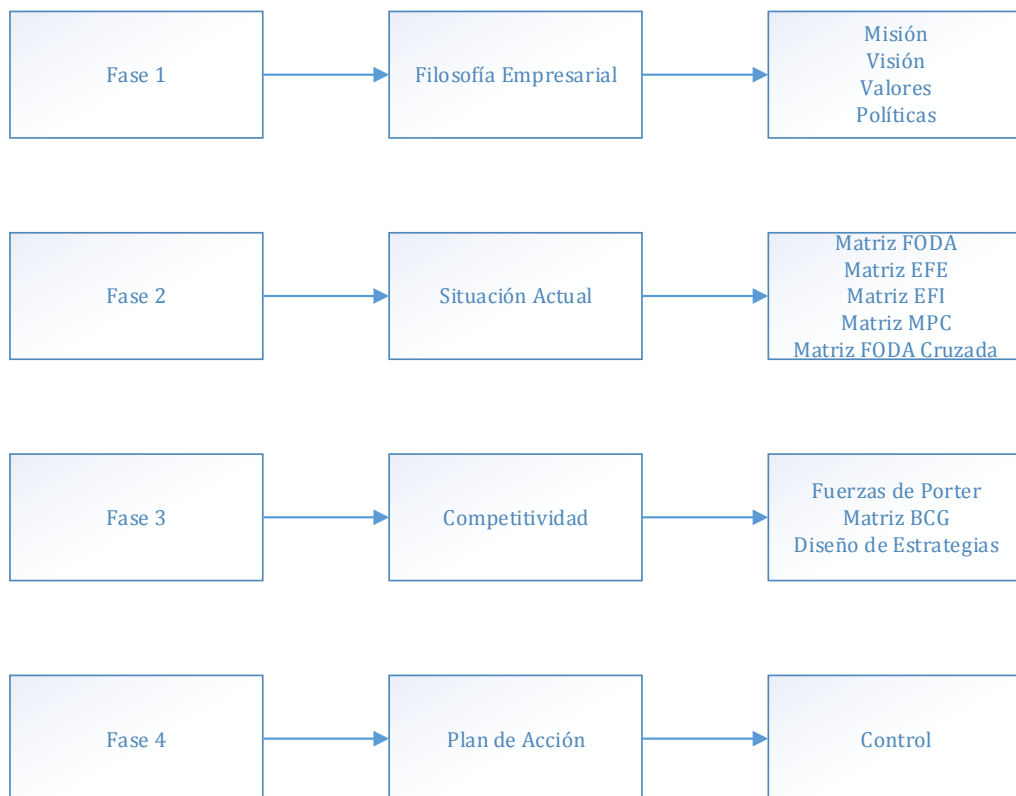 Fase 1
Filosofía Empresarial
Misión
Visión
Valores
Políticas
Fase 2
Situación Actual
Matriz FODA
Matriz EFE
Matriz EFI
Matriz MPC
Matriz FODA Cruzada
Fase 3
Competitividad
Fuerzas de Porter
Matriz BCG
Diseño de Estrategias
Fase 4
Plan de Acción
Control